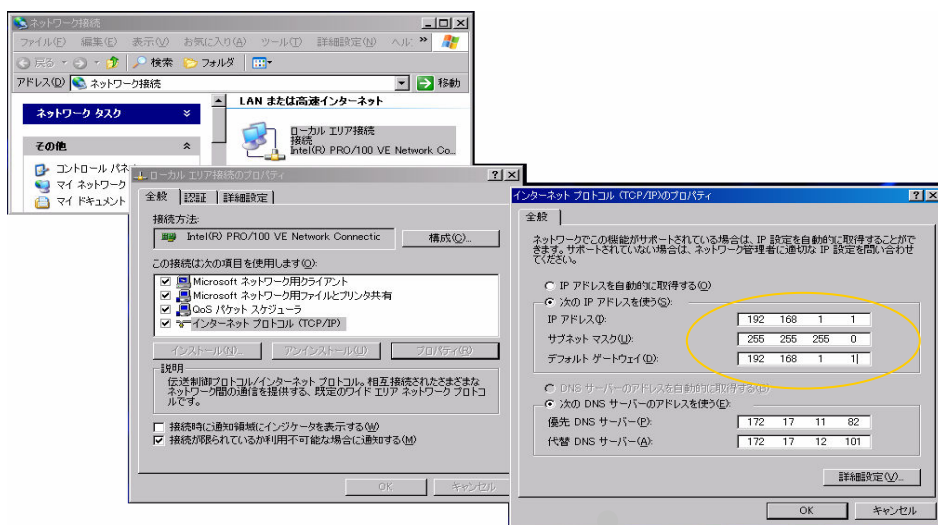 ネットワーク接続
ファイル(F) 編集(E) 表示(V) お気に入り(A) ツール(T) 詳細設定(N) ヘル »
戻る 検索 フォルダ
アドレス(D) ネットワーク接続 移動
ネットワーク タスク
その他
コントロール パネ
マイ ネットワーク
マイ ドキュメント
LAN または高速インターネット
ローカル エリア接続
接続
Intel(R) PRO/100 VE Network Co...
ローカル エリア接続のプロパティ
全般 認証 詳細設定
接続方法:
Intel(R) PRO/100 VE Network Connectic 構成(C)...
この接続は次の項目を使用します(O):
Microsoft ネットワーク用クライアント
Microsoft ネットワーク用ファイルとプリンタ共有
QoS パケット スケジューラ
インターネット プロトコル (TCP/IP)
インストール(N)... アンインストール(U) プロパティ(R)
説明
伝送制御プロトコル/インターネット プロトコル。相互接続されたさまざまな
ネットワーク間の通信を提供する、既定のワイド エリア ネットワーク プロトコ
ルです。
接続時に通知領域にインジケータを表示する(W)
接続が限られているか利用不可能な場合に通知する(M)
OK キャンセル
インターネット プロトコル (TCP/IP)のプロパティ
全般
ネットワークでこの機能がサポートされている場合は、IP 設定を自動的に取得することがで
きます。サポートされていない場合は、ネットワーク管理者に適切な IP 設定を問い合わせ
てください。
IP アドレスを自動的に取得する(O)
次の IP アドレスを使う(S):
IP アドレス(I): 192 168 1 1
サブネット マスク(U): 255 255 255 0
デフォルト ゲートウェイ(D): 192 168 1 1
DNS サーバーのアドレスを自動的に取得する(B)
次の DNS サーバーのアドレスを使う(E):
優先 DNS サーバー(P): 172 17 11 82
代替 DNS サーバー(A): 172 17 12 101
詳細設定(V)...
OK キャンセル